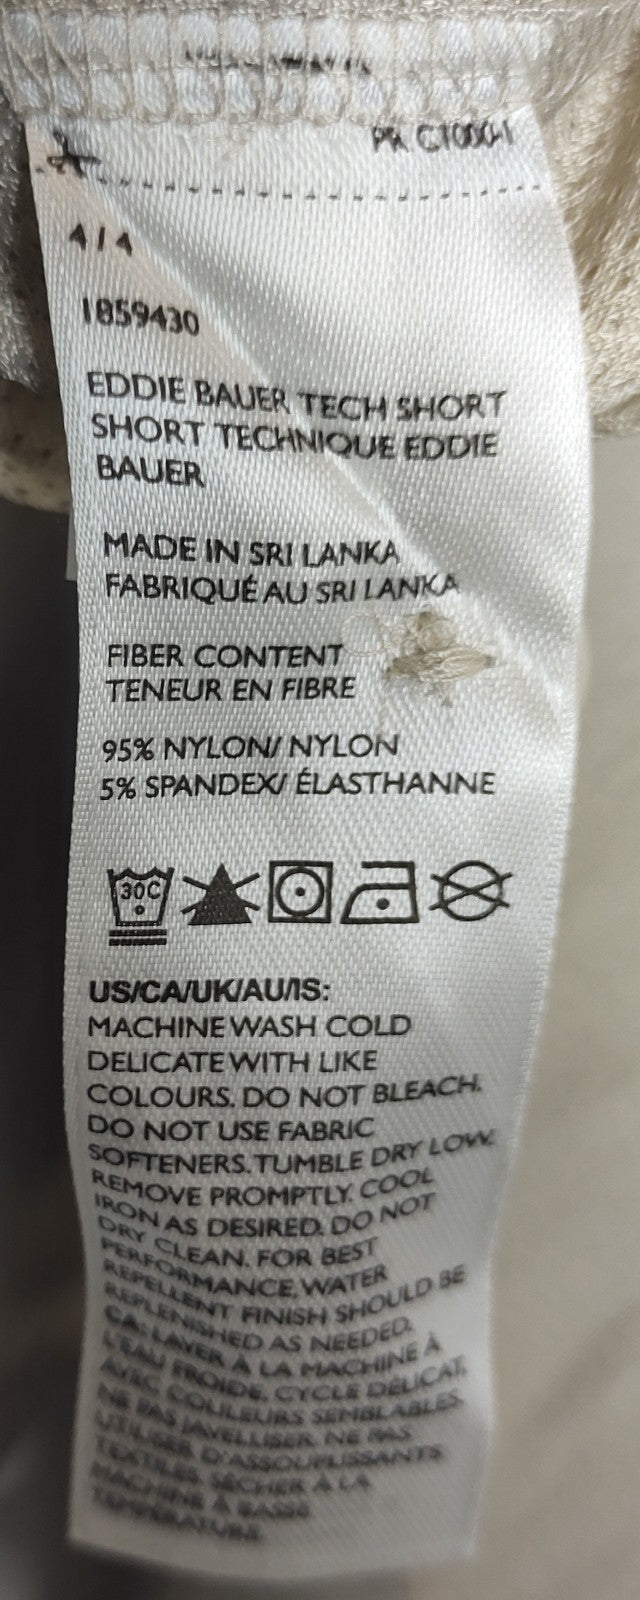 PR C1000-1
4 / 4
1859430
EDDIE BAUER TECH SHORT
SHORT TECHNIQUE EDDIE
BAUER
MADE IN SRI LANKA
FABRIQUÉ AU SRI LANKA
FIBER CONTENT
TENEUR EN FIBRE
95% NYLON/ NYLON
5% SPANDEX/ ÉLASTHANNE
30C
US/CA/UK/AU/IS:
MACHINE WASH COLD
DELICATE WITH LIKE
COLOURS. DO NOT BLEACH.
DO NOT USE FABRIC
SOFTENERS. TUMBLE DRY LOW.
REMOVE PROMPTLY. COOL
IRON AS DESIRED. DO NOT
DRY CLEAN. FOR BEST
PERFORMANCE, WATER
REPELLENT FINISH SHOULD BE
REPLENISHED AS NEEDED.
CA: LAVER À LA MACHINE À
L'EAU FROIDE. CYCLE DÉLICAT.
AVEC COULEURS SEMBLABLES.
NE PAS JAVELLISER. NE PAS
UTILISER D'ASSOUPLISSANTS
TEXTILES. SÉCHER À LA
MACHINE À BASSE
TEMPÉRATURE.